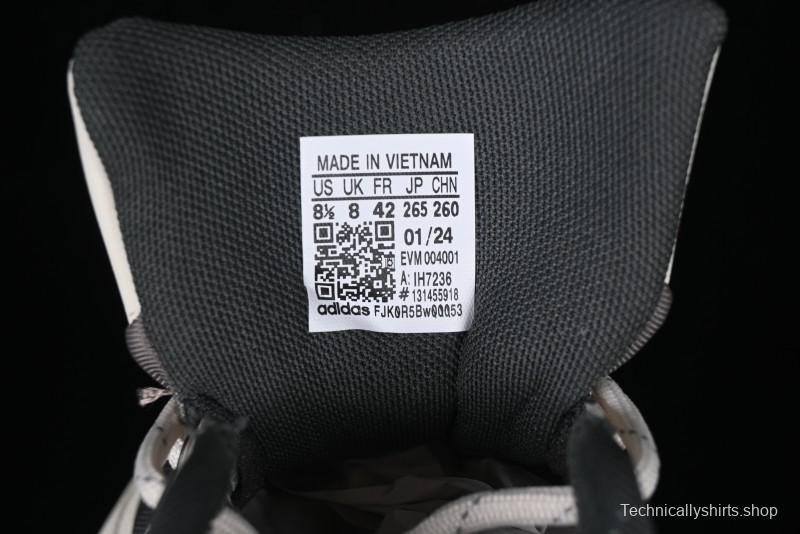 MADE IN VIETNAM
US UK FR JP CHN
8½ 8 42 265 260
01/24
EVM 004001
A: IH7236
# 131455918
adidas FJK0R5Bw00053
Technicallyshirts.shop